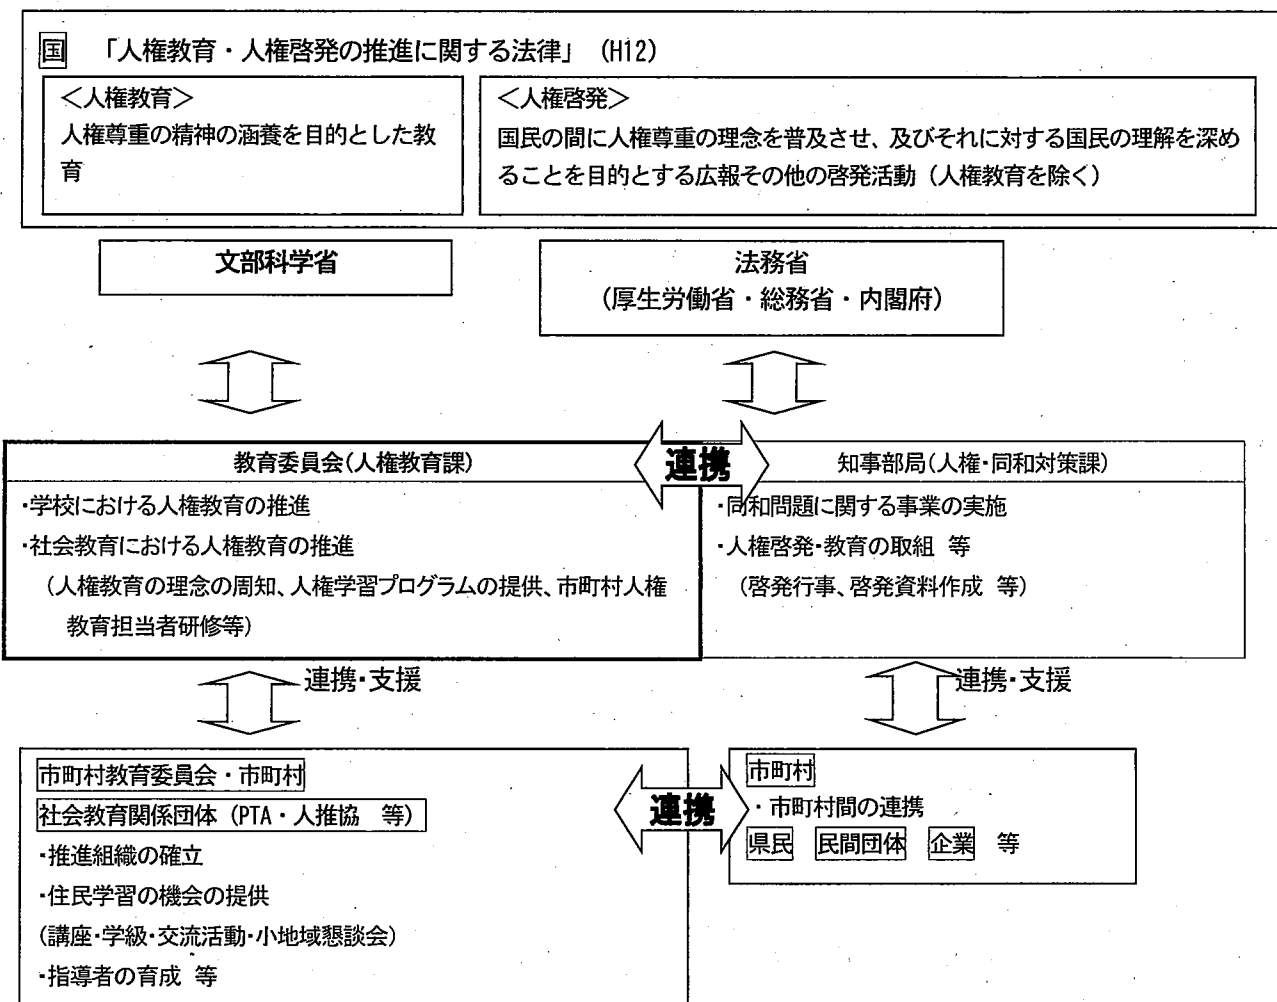 国 「人権教育・人権啓発の推進に関する法律」 (H12)
＜人権教育＞
人権尊重の精神の涵養を目的とした教
育
＜人権啓発＞
国民の間に人権尊重の理念を普及させ、及びそれに対する国民の理解を深め
ることを目的とする広報その他の啓発活動（人権教育を除く）
文部科学省
法務省
（厚生労働省・総務省・内閣府）
教育委員会(人権教育課)
連携
知事部局(人権・同和対策課)
・学校における人権教育の推進
・社会教育における人権教育の推進
（人権教育の理念の周知、人権学習プログラムの提供、市町村人権
教育担当者研修等）
・同和問題に関する事業の実施
・人権啓発・教育の取組 等
（啓発行事、啓発資料作成 等）
連携・支援
連携・支援
市町村教育委員会・市町村
社会教育関係団体（PTA・人推協 等）
・推進組織の確立
・住民学習の機会の提供
(講座・学級・交流活動・小地域懇談会)
・指導者の育成 等
連携
市町村
・市町村間の連携
県民 民間団体 企業 等